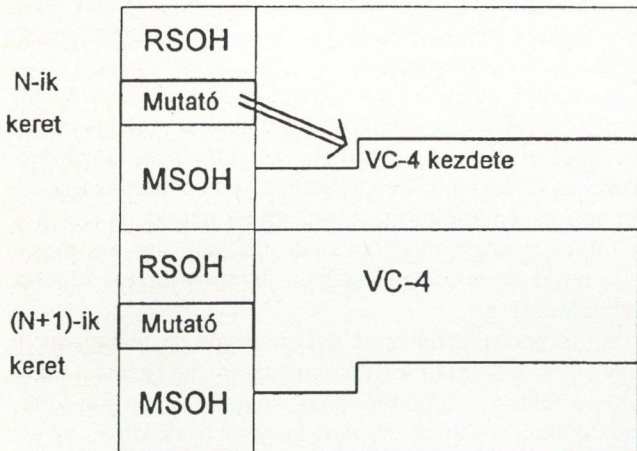 RSOH
N-ik
keret
Mutató
VC-4 kezdete
MSOH
RSOH
VC-4
(N+1)-ik
keret
Mutató
MSOH